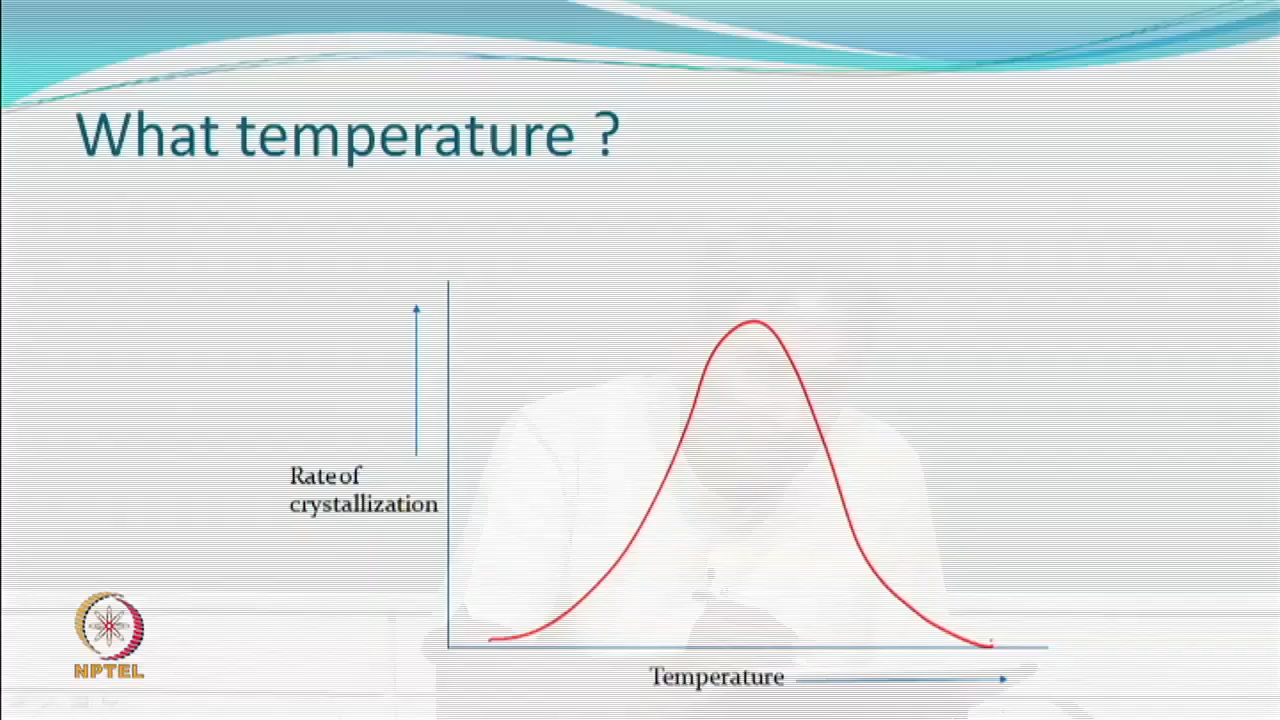 What temperature ?
Rate of
crystallization
Temperature
NPTEL